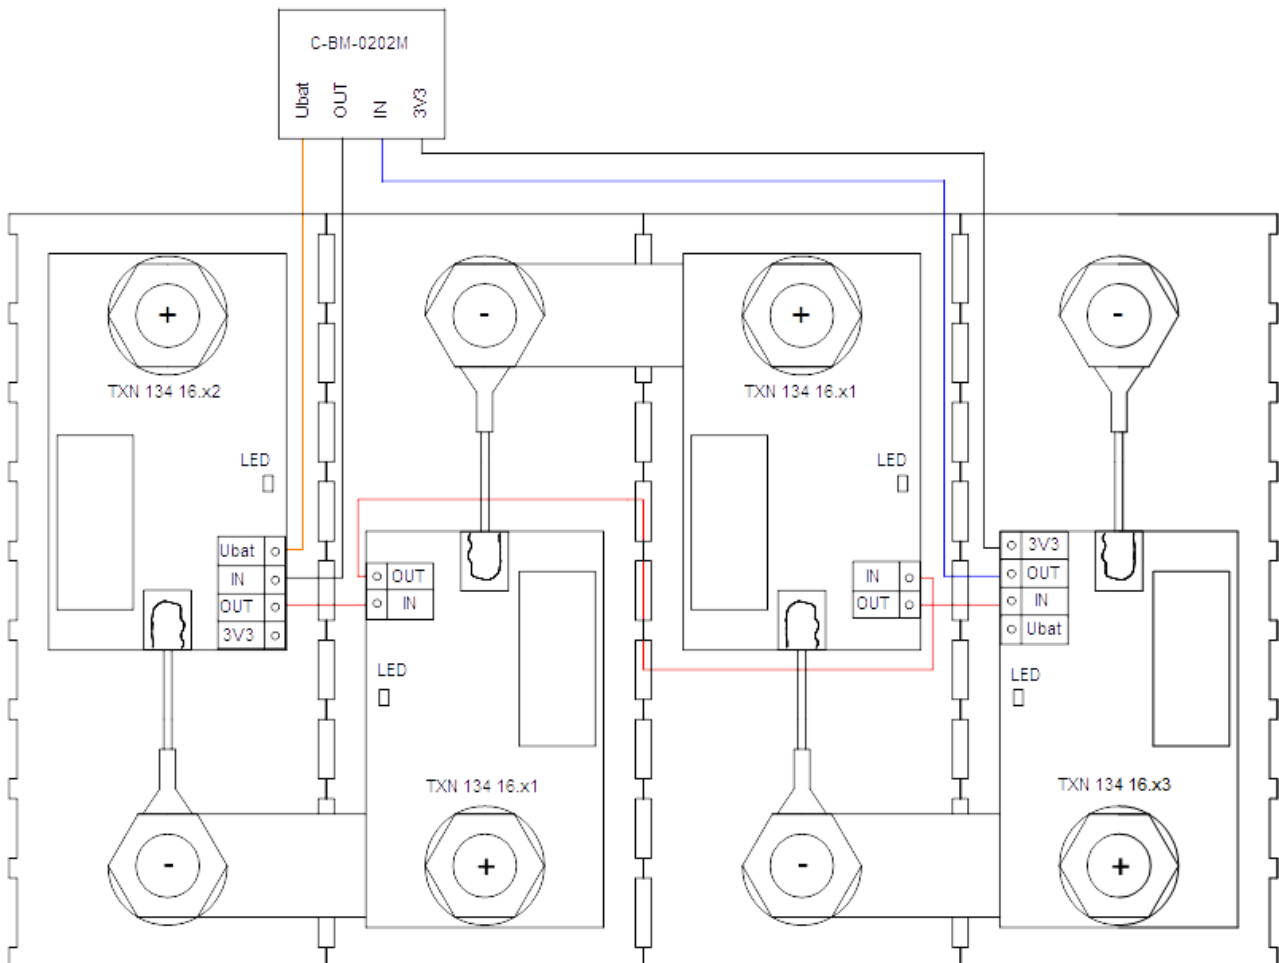 C-BM-0202M
Ubat
OUT
IN
3V3
+
-
+
-
TXN 134 16.x2
TXN 134 16.x1
LED
LED
Ubat
IN
OUT
3V3
OUT
IN
IN
OUT
3V3
OUT
IN
Ubat
LED
LED
TXN 134 16.x1
TXN 134 16.x3
-
+
-
+